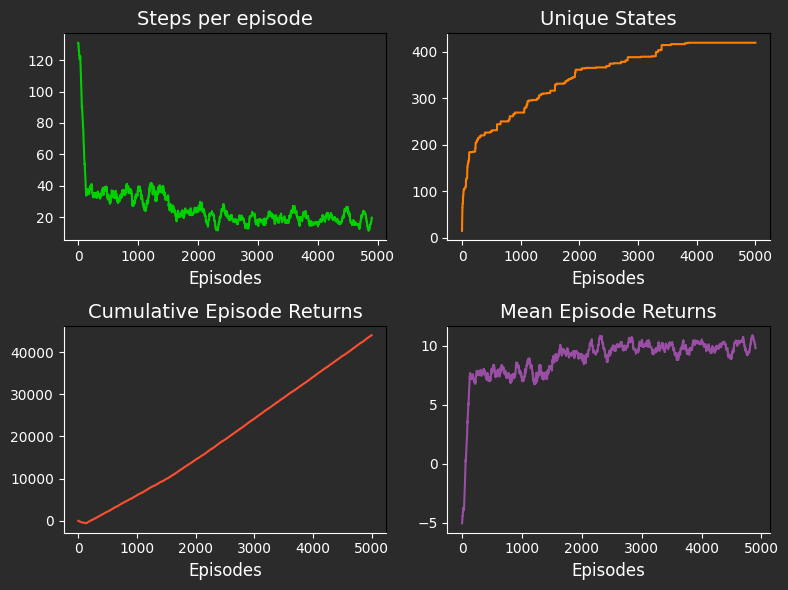 Steps per episode
120
100
80
60
40
20
0 1000 2000 3000 4000 5000
Episodes
Unique States
400
300
200
100
0
0 1000 2000 3000 4000 5000
Episodes
Cumulative Episode Returns
40000
30000
20000
10000
0
0 1000 2000 3000 4000 5000
Episodes
Mean Episode Returns
10
5
0
−5
0 1000 2000 3000 4000 5000
Episodes